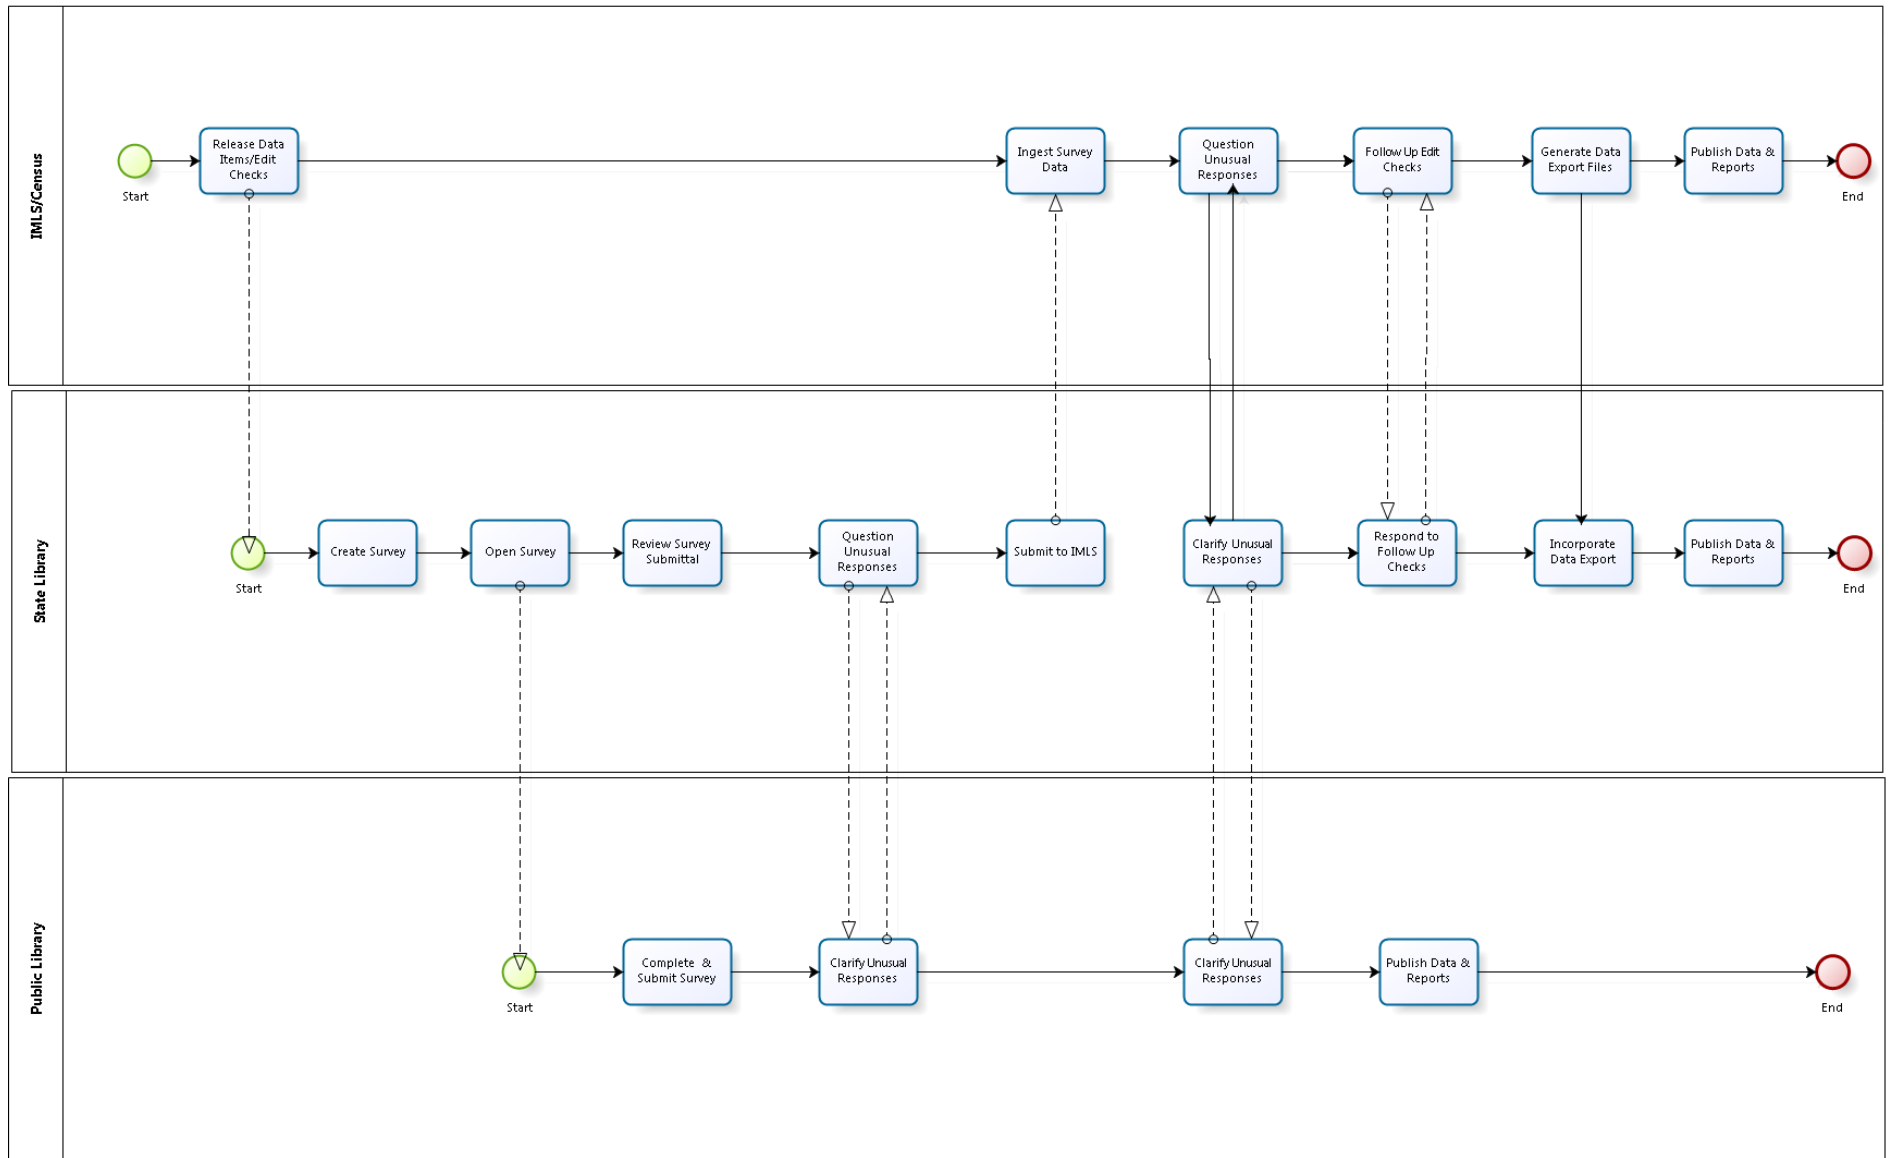 IMLS/Census
Start
Release Data
Items/Edit
Checks
Ingest Survey
Data
Question
Unusual
Responses
Follow Up Edit
Checks
Generate Data
Export Files
Publish Data &
Reports
End
State Library
Start
Create Survey
Open Survey
Review Survey
Submittal
Question
Unusual
Responses
Submit to IMLS
Clarify Unusual
Responses
Respond to
Follow Up
Checks
Incorporate
Data Export
Publish Data &
Reports
End
Public Library
Start
Complete  &
Submit Survey
Clarify Unusual
Responses
Clarify Unusual
Responses
Publish Data &
Reports
End